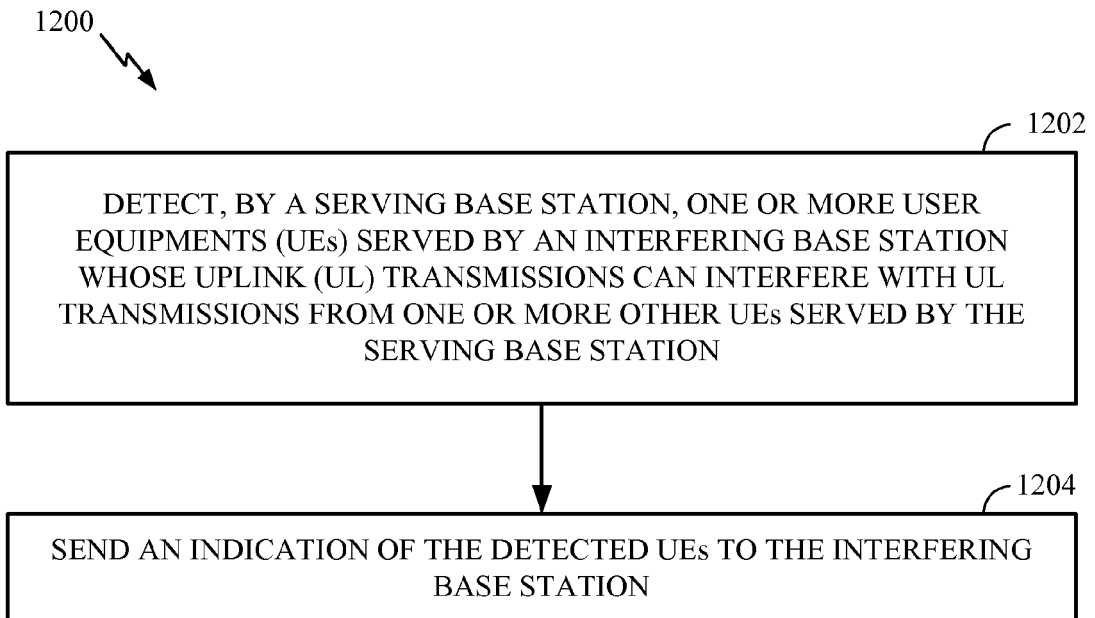 1200
1202
DETECT, BY A SERVING BASE STATION, ONE OR MORE USER
EQUIPMENTS (UEs) SERVED BY AN INTERFERING BASE STATION
WHOSE UPLINK (UL) TRANSMISSIONS CAN INTERFERE WITH UL
TRANSMISSIONS FROM ONE OR MORE OTHER UEs SERVED BY THE
SERVING BASE STATION
1204
SEND AN INDICATION OF THE DETECTED UEs TO THE INTERFERING
BASE STATION